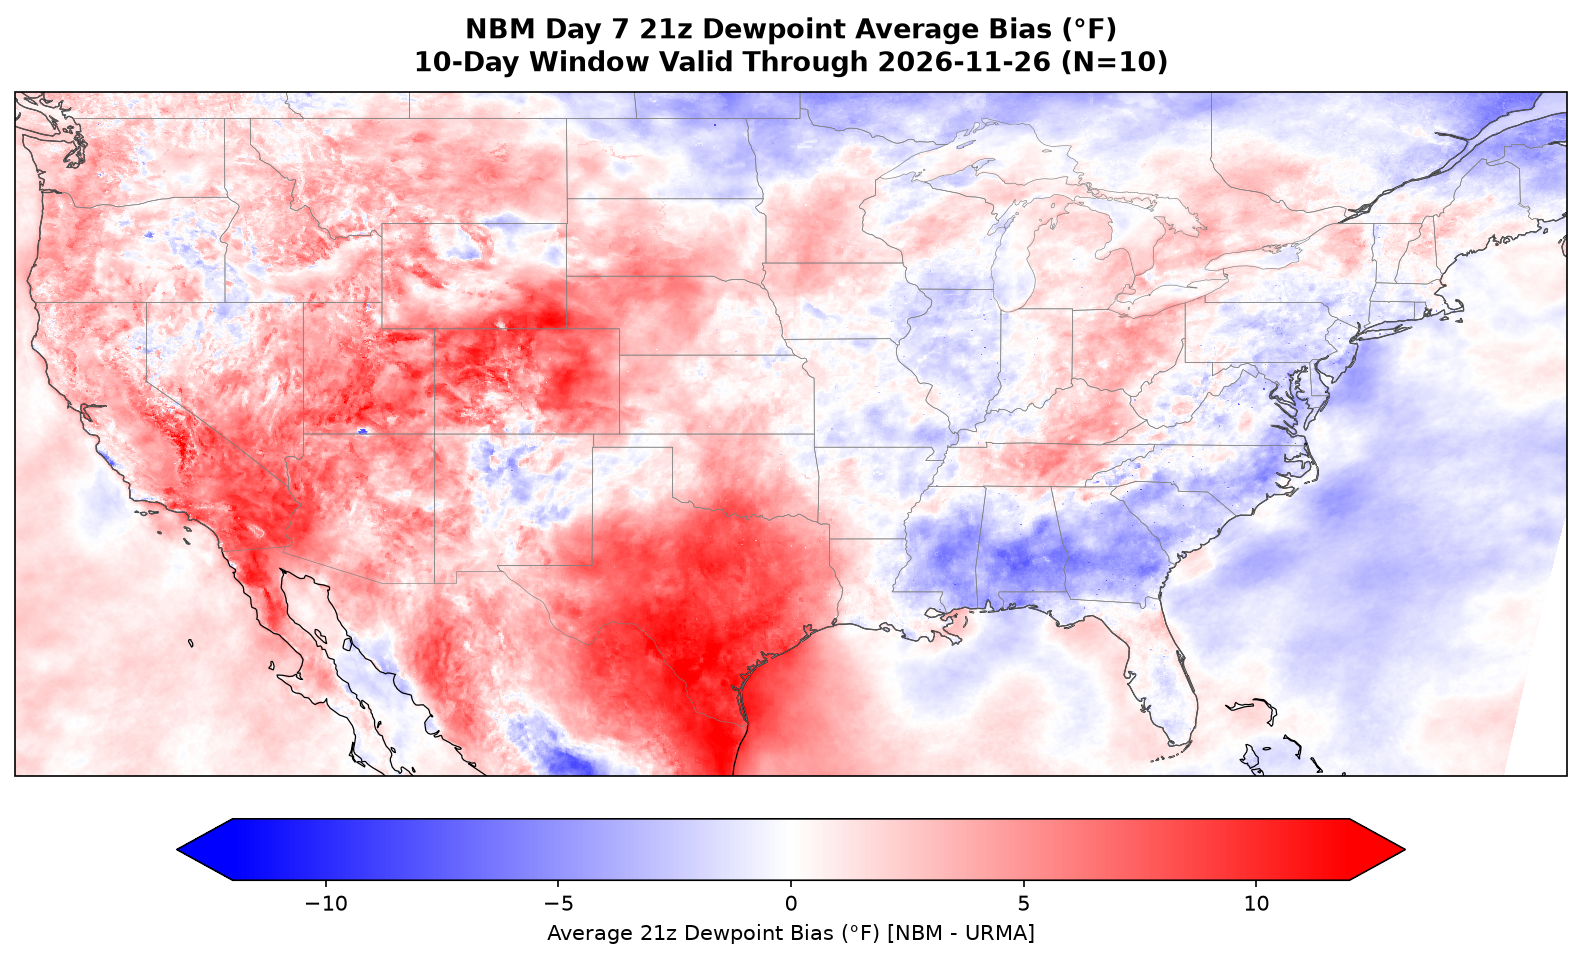 NBM Day 7 21z Dewpoint Average Bias (°F)
10-Day Window Valid Through 2026-11-26 (N=10)
−10 −5 0 5 10
Average 21z Dewpoint Bias (°F) [NBM - URMA]